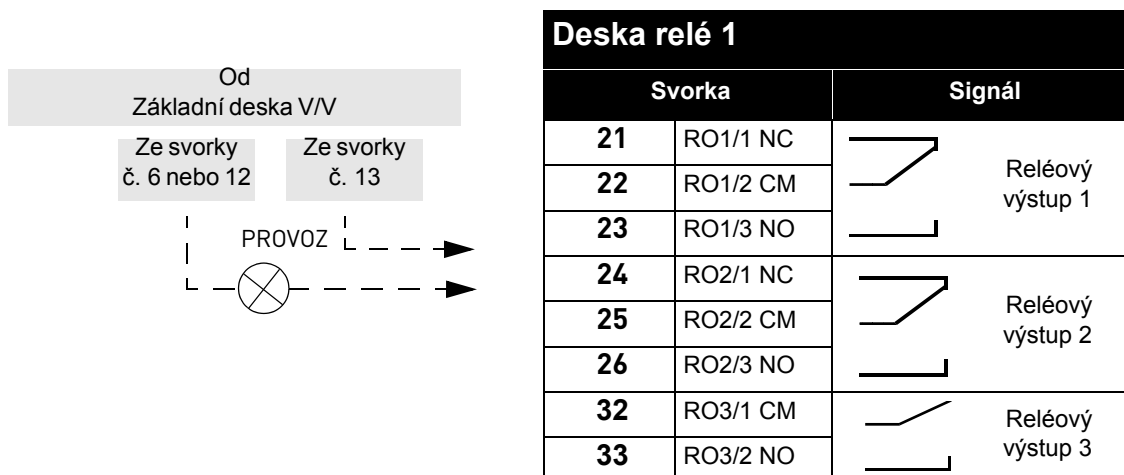 Od
Základní deska V/V
Ze svorky
č. 6 nebo 12
Ze svorky
č. 13
PROVOZ
Deska relé 1
Svorka Signál
21 RO1/1 NC
22 RO1/2 CM
23 RO1/3 NO
Reléový
výstup 1
24 RO2/1 NC
25 RO2/2 CM
26 RO2/3 NO
Reléový
výstup 2
32 RO3/1 CM
33 RO3/2 NO
Reléový
výstup 3